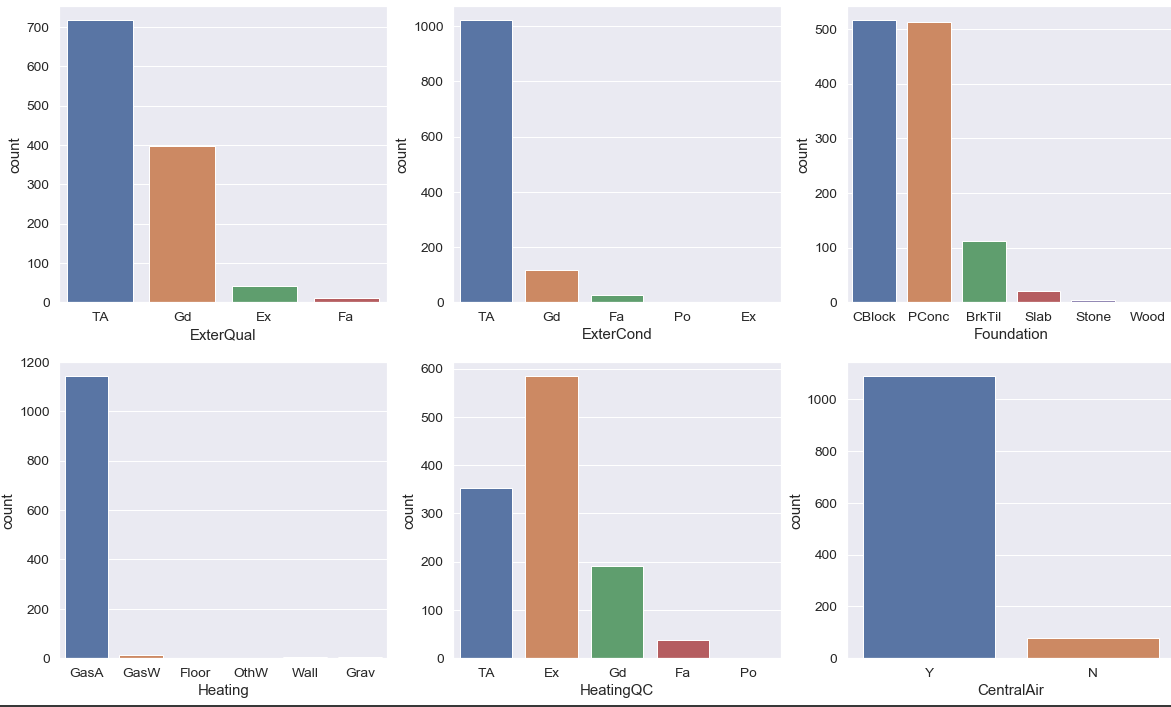 700
600
500
400
300
200
100
0
count
TA Gd Ex Fa
ExterQual
1000
800
600
400
200
0
count
TA Gd Fa Po Ex
ExterCond
500
400
300
200
100
0
count
CBlock PConc BrkTil Slab Stone Wood
Foundation
1200
1000
800
600
400
200
0
count
GasA GasW Floor OthW Wall Grav
Heating
600
500
400
300
200
100
0
count
TA Ex Gd Fa Po
HeatingQC
1000
800
600
400
200
0
count
Y N
CentralAir